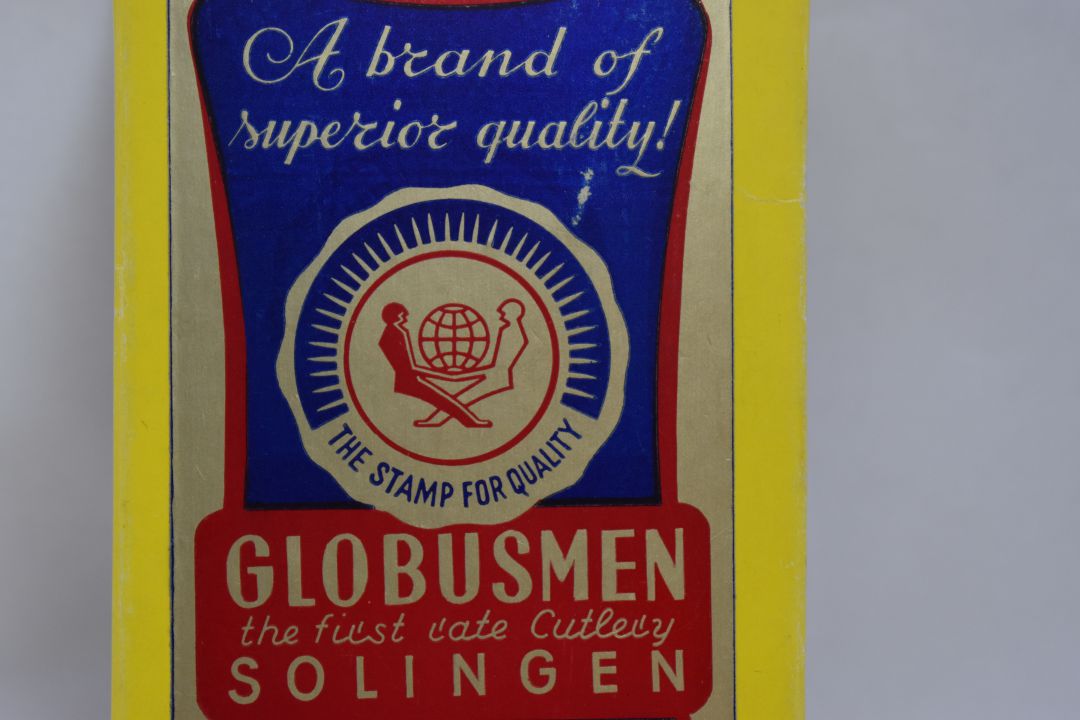 A brand of
superior quality!
THE STAMP FOR QUALITY
GLOBUSMEN
the first rate Cutlery
SOLINGEN